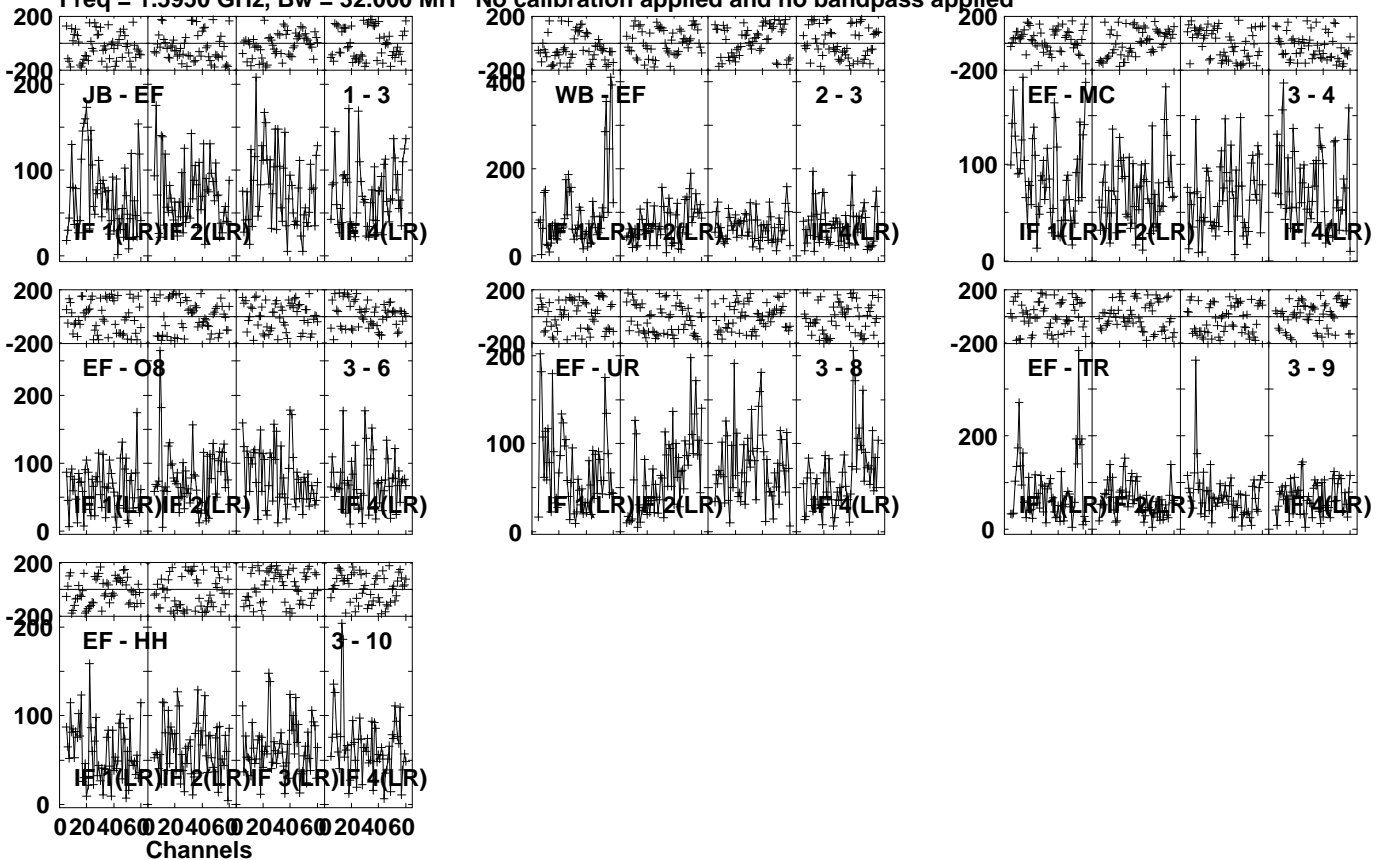 Freq = 1.5950 GHz, Bw = 32.000 MH No calibration applied and no bandpass applied
200
-200
200
100
0
JB - EF
1 - 3
IF 1(LR)
IF 2(LR)
IF 4(LR)
200
-200
400
200
0
WB - EF
2 - 3
IF 1(LR)
IF 2(LR)
IF 4(LR)
200
-200
100
0
EF - MC
3 - 4
IF 1(LR)
IF 2(LR)
IF 4(LR)
200
-200
200
100
0
EF - O8
3 - 6
IF 1(LR)
IF 2(LR)
IF 4(LR)
200
-200
200
100
0
EF - UR
3 - 8
IF 1(LR)
IF 2(LR)
IF 4(LR)
200
-200
200
0
EF - TR
3 - 9
IF 1(LR)
IF 2(LR)
IF 4(LR)
200
-200
200
100
0
EF - HH
3 - 10
IF 1(LR)
IF 2(LR)
IF 3(LR)
IF 4(LR)
0 20 40 60 0 20 40 60 0 20 40 60 0 20 40 60
Channels